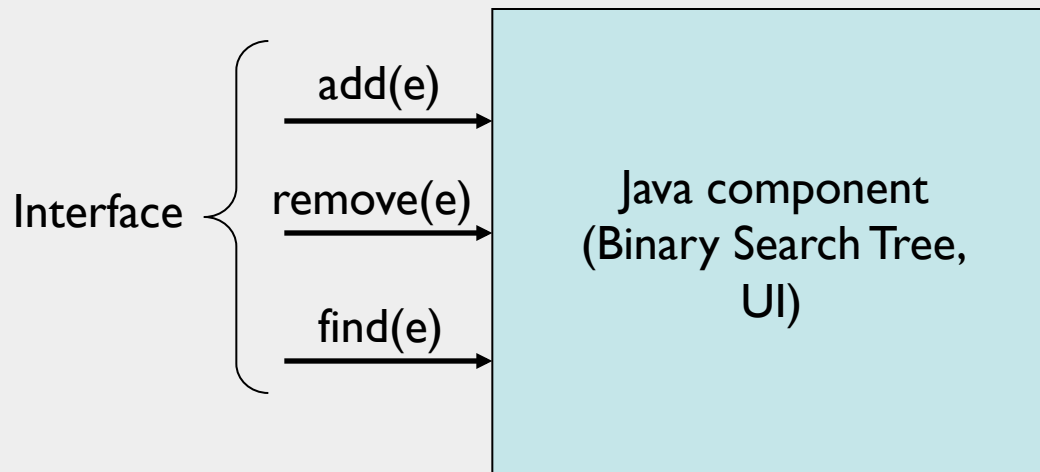 add(e)
Interface
remove(e)
find(e)
Java component
(Binary Search Tree,
UI)